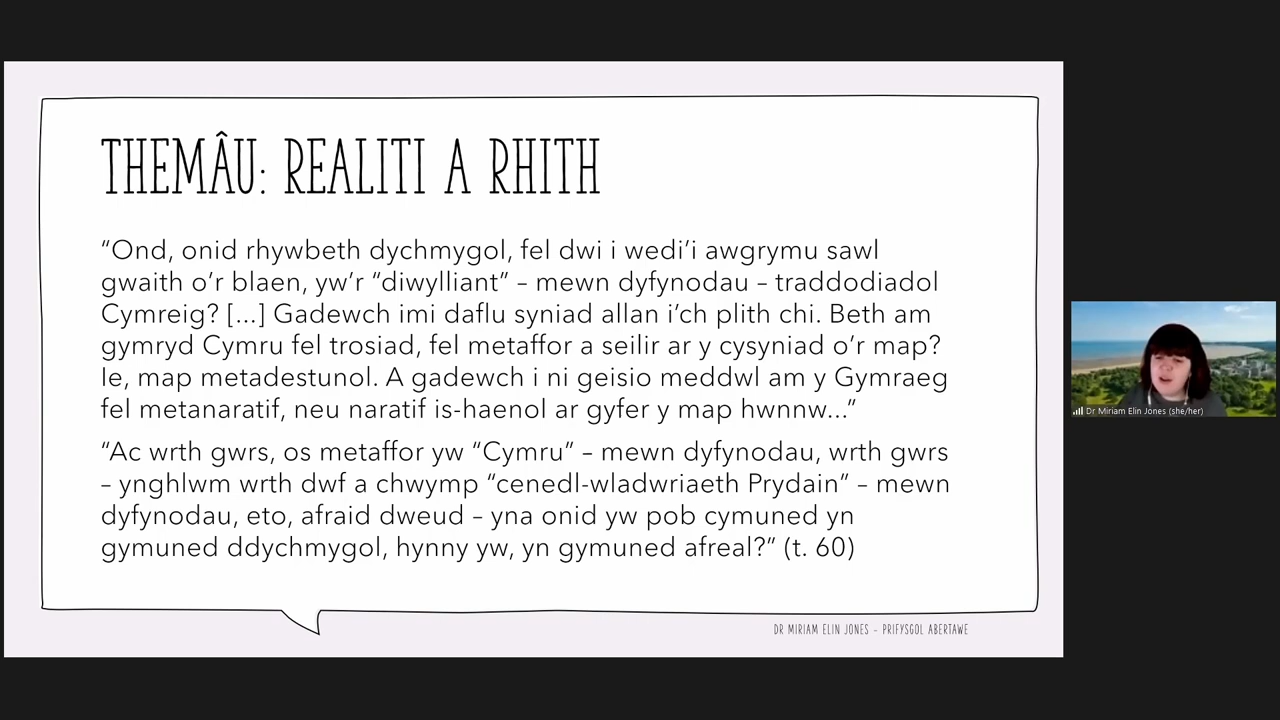 THEMÂU: REALITI A RHITH
“Ond, onid rhywbeth dychmygol, fel dwi i wedi’i awgrymu sawl
gwaith o’r blaen, yw’r “diwylliant” – mewn dyfynodau – traddodiadol
Cymreig? [...] Gadewch imi daflu syniad allan i’ch plith chi. Beth am
gymryd Cymru fel trosiad, fel metaffor a seilir ar y cysyniad o’r map?
Ie, map metadestunol. A gadewch i ni geisio meddwl am y Gymraeg
fel metanaratif, neu naratif is-haenol ar gyfer y map hwnnw...”
“Ac wrth gwrs, os metaffor yw “Cymru” – mewn dyfynodau, wrth gwrs
– ynghlwm wrth dwf a chwymp “cenedl-wladwriaeth Prydain” – mewn
dyfynodau, eto, afraid dweud – yna onid yw pob cymuned yn
gymuned ddychmygol, hynny yw, yn gymuned afreal?” (t. 60)
DR MIRIAM ELIN JONES – PRIFYSGOL ABERTAWE
Dr Miriam Elin Jones (she/her)